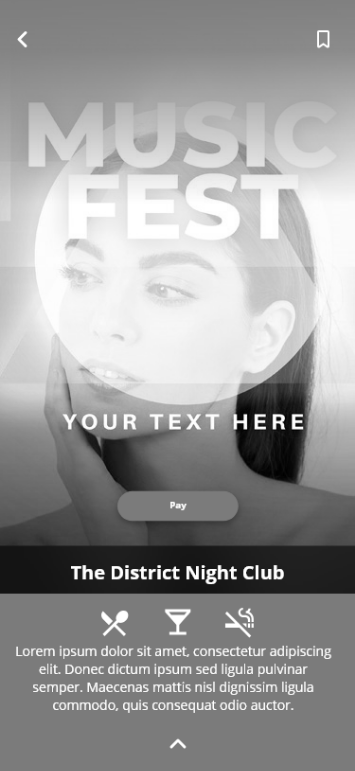 MUSIC
FEST
YOUR TEXT HERE
Pay
The District Night Club
Lorem ipsum dolor sit amet, consectetur adipiscing
elit. Donec dictum ipsum sed ligula pulvinar
semper. Maecenas mattis nisl dignissim ligula
commodo, quis consequat odio auctor.